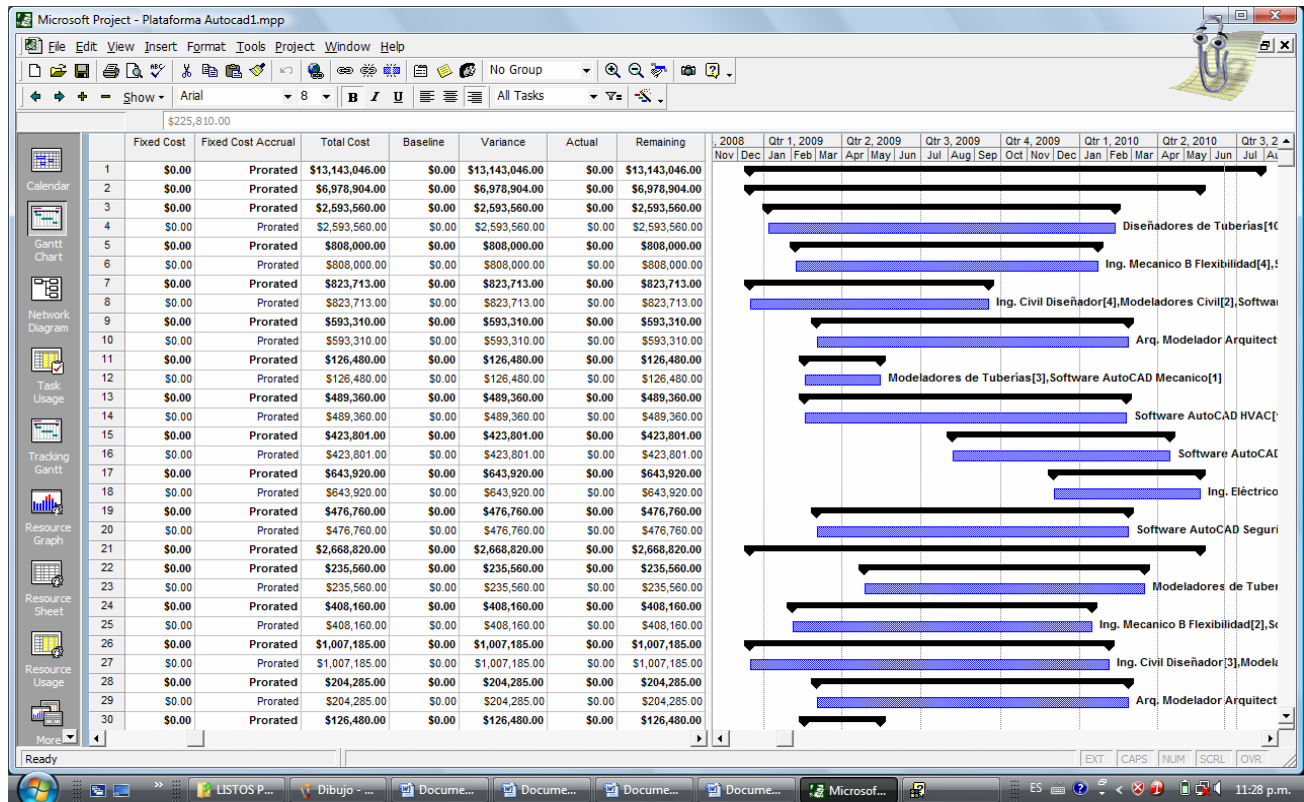 Microsoft Project - Plataforma Autocad1.mpp
File Edit View Insert Format Tools Project Window Help
No Group
Show Arial 8 B I U All Tasks
$225,810.00
Fixed Cost Fixed Cost Accrual Total Cost Baseline Variance Actual Remaining , 2008 Qtr 1, 2009 Qtr 2, 2009 Qtr 3, 2009 Qtr 4, 2009 Qtr 1, 2010 Qtr 2, 2010 Qtr 3, 2
Nov Dec Jan Feb Mar Apr May Jun Jul Aug Sep Oct Nov Dec Jan Feb Mar Apr May Jun Jul Au
1 $0.00 Prorated $13,143,046.00 $0.00 $13,143,046.00 $0.00 $13,143,046.00
2 $0.00 Prorated $6,978,904.00 $0.00 $6,978,904.00 $0.00 $6,978,904.00
3 $0.00 Prorated $2,593,560.00 $0.00 $2,593,560.00 $0.00 $2,593,560.00
4 $0.00 Prorated $2,593,560.00 $0.00 $2,593,560.00 $0.00 $2,593,560.00 Diseñadores de Tuberías[10
5 $0.00 Prorated $808,000.00 $0.00 $808,000.00 $0.00 $808,000.00
6 $0.00 Prorated $808,000.00 $0.00 $808,000.00 $0.00 $808,000.00 Ing. Mecanico B Flexibilidad[4],S
7 $0.00 Prorated $823,713.00 $0.00 $823,713.00 $0.00 $823,713.00
8 $0.00 Prorated $823,713.00 $0.00 $823,713.00 $0.00 $823,713.00 Ing. Civil Diseñador[4],Modeladores Civil[2],Softwar
9 $0.00 Prorated $593,310.00 $0.00 $593,310.00 $0.00 $593,310.00
10 $0.00 Prorated $593,310.00 $0.00 $593,310.00 $0.00 $593,310.00 Arq. Modelador Arquitect
11 $0.00 Prorated $126,480.00 $0.00 $126,480.00 $0.00 $126,480.00
12 $0.00 Prorated $126,480.00 $0.00 $126,480.00 $0.00 $126,480.00 Modeladores de Tuberías[3],Software AutoCAD Mecanico[1]
13 $0.00 Prorated $489,360.00 $0.00 $489,360.00 $0.00 $489,360.00
14 $0.00 Prorated $489,360.00 $0.00 $489,360.00 $0.00 $489,360.00 Software AutoCAD HVAC[
15 $0.00 Prorated $423,801.00 $0.00 $423,801.00 $0.00 $423,801.00
16 $0.00 Prorated $423,801.00 $0.00 $423,801.00 $0.00 $423,801.00 Software AutoCAD
17 $0.00 Prorated $643,920.00 $0.00 $643,920.00 $0.00 $643,920.00
18 $0.00 Prorated $643,920.00 $0.00 $643,920.00 $0.00 $643,920.00 Ing. Eléctrico
19 $0.00 Prorated $476,760.00 $0.00 $476,760.00 $0.00 $476,760.00
20 $0.00 Prorated $476,760.00 $0.00 $476,760.00 $0.00 $476,760.00 Software AutoCAD Seguri
21 $0.00 Prorated $2,668,820.00 $0.00 $2,668,820.00 $0.00 $2,668,820.00
22 $0.00 Prorated $235,560.00 $0.00 $235,560.00 $0.00 $235,560.00
23 $0.00 Prorated $235,560.00 $0.00 $235,560.00 $0.00 $235,560.00 Modeladores de Tuber
24 $0.00 Prorated $408,160.00 $0.00 $408,160.00 $0.00 $408,160.00
25 $0.00 Prorated $408,160.00 $0.00 $408,160.00 $0.00 $408,160.00 Ing. Mecanico B Flexibilidad[2],So
26 $0.00 Prorated $1,007,185.00 $0.00 $1,007,185.00 $0.00 $1,007,185.00
27 $0.00 Prorated $1,007,185.00 $0.00 $1,007,185.00 $0.00 $1,007,185.00 Ing. Civil Diseñador[3],Modela
28 $0.00 Prorated $204,285.00 $0.00 $204,285.00 $0.00 $204,285.00
29 $0.00 Prorated $204,285.00 $0.00 $204,285.00 $0.00 $204,285.00 Arq. Modelador Arquitect
30 $0.00 Prorated $126,480.00 $0.00 $126,480.00 $0.00 $126,480.00
Calendar
Gantt
Chart
Network
Diagram
Task
Usage
Tracking
Gantt
Resource
Graph
Resource
Sheet
Resource
Usage
More
Ready EXT CAPS NUM SCRL OVR
LISTOS P... Dibujo - ... Docume... Docume... Docume... Docume... Microsof... ES 11:28 p.m.